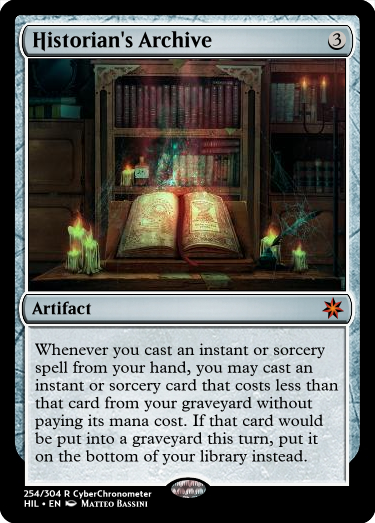 Historian's Archive 3
Artifact
Whenever you cast an instant or sorcery
spell from your hand, you may cast an
instant or sorcery card that costs less than
that card from your graveyard without
paying its mana cost. If that card would
be put into a graveyard this turn, put it
on the bottom of your library instead.
254/304 R CyberChronometer
HIL • EN Matteo Bassini